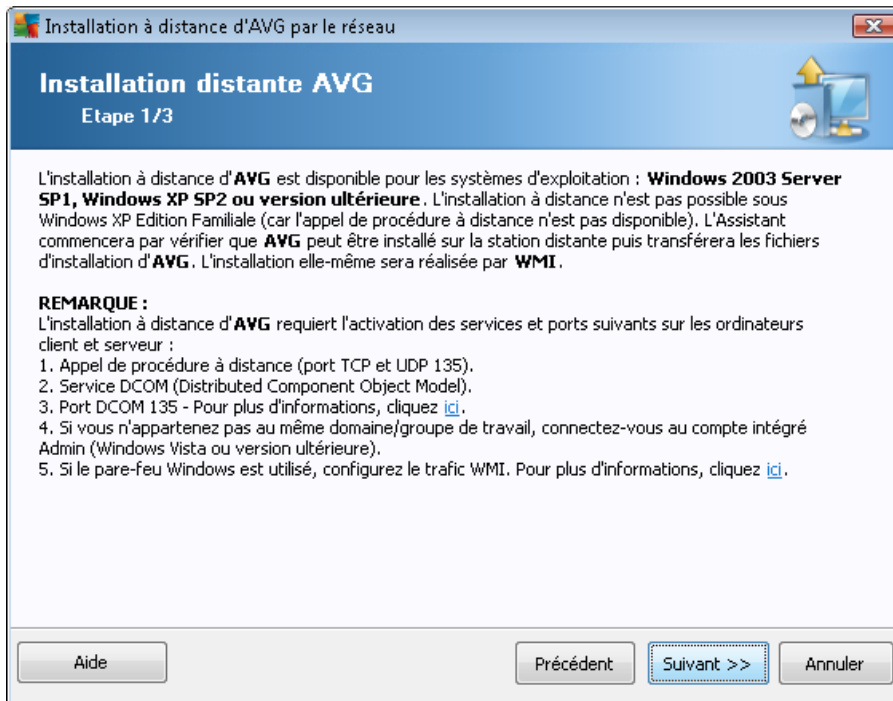 Installation à distance d'AVG par le réseau
Installation distante AVG
Etape 1/3
L'installation à distance d'AVG est disponible pour les systèmes d'exploitation : Windows 2003 Server
SP1, Windows XP SP2 ou version ultérieure. L'installation à distance n'est pas possible sous
Windows XP Edition Familiale (car l'appel de procédure à distance n'est pas disponible). L'Assistant
commencera par vérifier que AVG peut être installé sur la station distante puis transférera les fichiers
d'installation d'AVG. L'installation elle-même sera réalisée par WMI.
REMARQUE :
L'installation à distance d'AVG requiert l'activation des services et ports suivants sur les ordinateurs
client et serveur :
1. Appel de procédure à distance (port TCP et UDP 135).
2. Service DCOM (Distributed Component Object Model).
3. Port DCOM 135 - Pour plus d'informations, cliquez ici.
4. Si vous n'appartenez pas au même domaine/groupe de travail, connectez-vous au compte intégré
Admin (Windows Vista ou version ultérieure).
5. Si le pare-feu Windows est utilisé, configurez le trafic WMI. Pour plus d'informations, cliquez ici.
Aide
Précédent
Suivant >>
Annuler